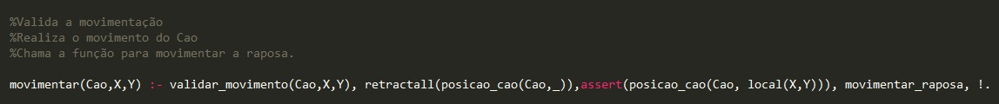 %Valida a movimentação
%Realiza o movimento do Cao
%Chama a função para movimentar a raposa.
movimentar(Cao,X,Y) :- validar_movimento(Cao,X,Y), retractall(posicao_cao(Cao,_)),assert(posicao_cao(Cao, local(X,Y))), movimentar_raposa, !.